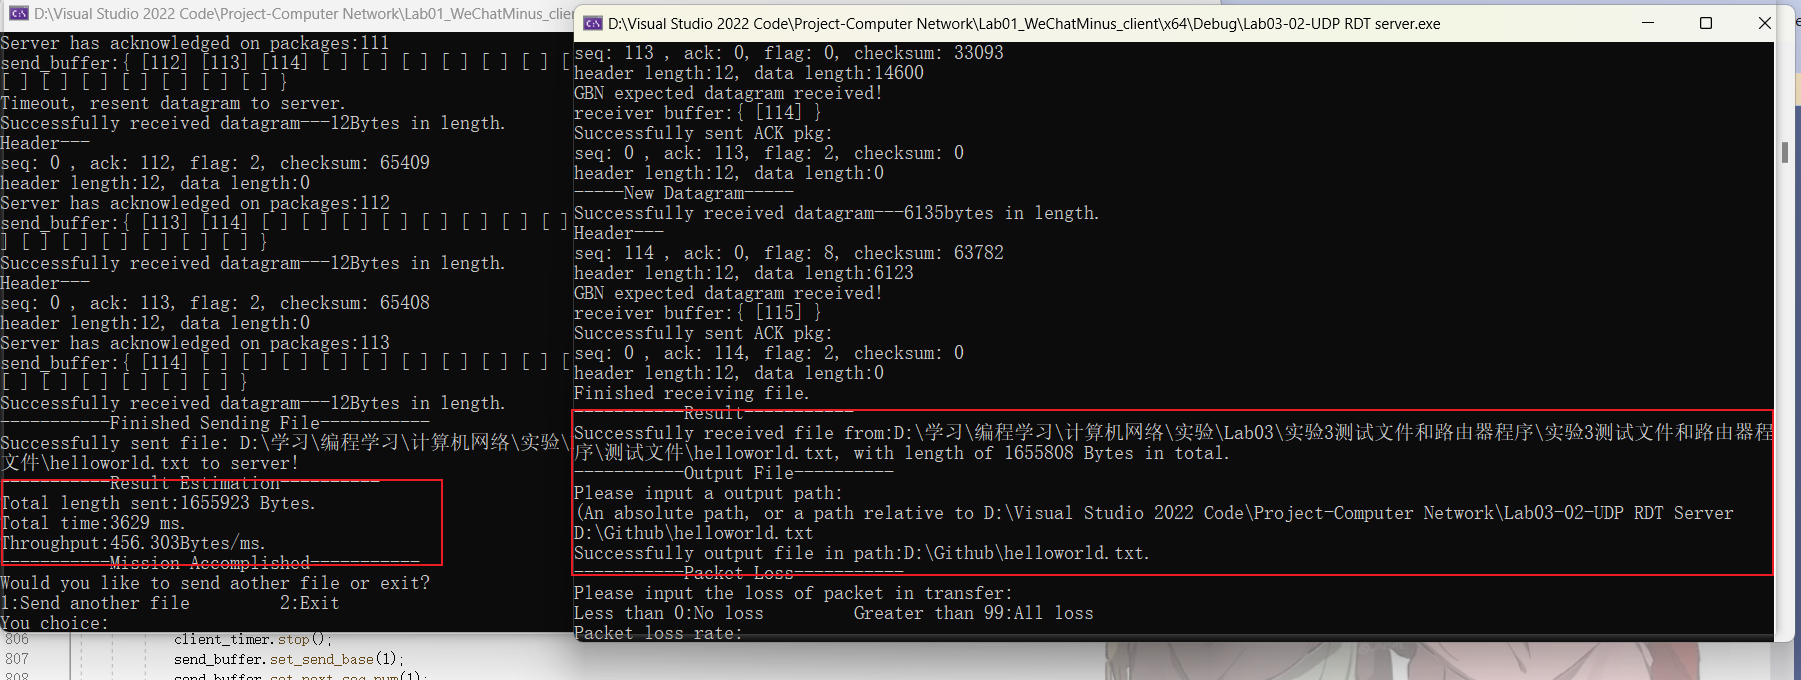 D:\Visual Studio 2022 Code\Project-Computer Network\Lab01_WeChatMinus_clien
Server has acknowledged on packages:111
send_buffer:{ [112] [113] [114] [ ] [ ] [ ] [ ] [ ] [ ] [
[ ] [ ] [ ] [ ] [ ] [ ] [ ] }
Timeout, resent datagram to server.
Successfully received datagram---12Bytes in length.
Header---
seq: 0 , ack: 112, flag: 2, checksum: 65409
header length:12, data length:0
Server has acknowledged on packages:112
send_buffer:{ [113] [114] [ ] [ ] [ ] [ ] [ ] [ ] [ ] [ ]
] [ ] [ ] [ ] [ ] [ ] [ ] }
Successfully received datagram---12Bytes in length.
Header---
seq: 0 , ack: 113, flag: 2, checksum: 65408
header length:12, data length:0
Server has acknowledged on packages:113
send_buffer:{ [114] [ ] [ ] [ ] [ ] [ ] [ ] [ ] [ ] [ ] [
[ ] [ ] [ ] [ ] [ ] [ ] }
Successfully received datagram---12Bytes in length.
-----------Finished Sending File-----------
Successfully sent file: D:\学习\编程学习\计算机网络\实验\
文件\helloworld.txt to server!
-----------Result Estimation----------
Total length sent:1655923 Bytes.
Total time:3629 ms.
Throughput:456.303Bytes/ms.
-----------Mission Accomplished-----------
Would you like to send aother file or exit?
1:Send another file 2:Exit
You choice:
806 client_timer.stop();
807 send_buffer.set_send_base(1);
808 send_buffer.set_next_seq_num(1);
D:\Visual Studio 2022 Code\Project-Computer Network\Lab01_WeChatMinus_client\x64\Debug\Lab03-02-UDP RDT server.exe
seq: 113 , ack: 0, flag: 0, checksum: 33093
header length:12, data length:14600
GBN expected datagram received!
receiver buffer:{ [114] }
Successfully sent ACK pkg:
seq: 0 , ack: 113, flag: 2, checksum: 0
header length:12, data length:0
-----New Datagram-----
Successfully received datagram---6135bytes in length.
Header---
seq: 114 , ack: 0, flag: 8, checksum: 63782
header length:12, data length:6123
GBN expected datagram received!
receiver buffer:{ [115] }
Successfully sent ACK pkg:
seq: 0 , ack: 114, flag: 2, checksum: 0
header length:12, data length:0
Finished receiving file.
-----------Result-----------
Successfully received file from:D:\学习\编程学习\计算机网络\实验\Lab03\实验3测试文件和路由器程序\实验3测试文件和路由器程
序\测试文件\helloworld.txt, with length of 1655808 Bytes in total.
-----------Output File----------
Please input a output path:
(An absolute path, or a path relative to D:\Visual Studio 2022 Code\Project-Computer Network\Lab03-02-UDP RDT Server
D:\Github\helloworld.txt
Successfully output file in path:D:\Github\helloworld.txt.
-----------Packet Loss-----------
Please input the loss of packet in transfer:
Less than 0:No loss Greater than 99:All loss
Packet loss rate: